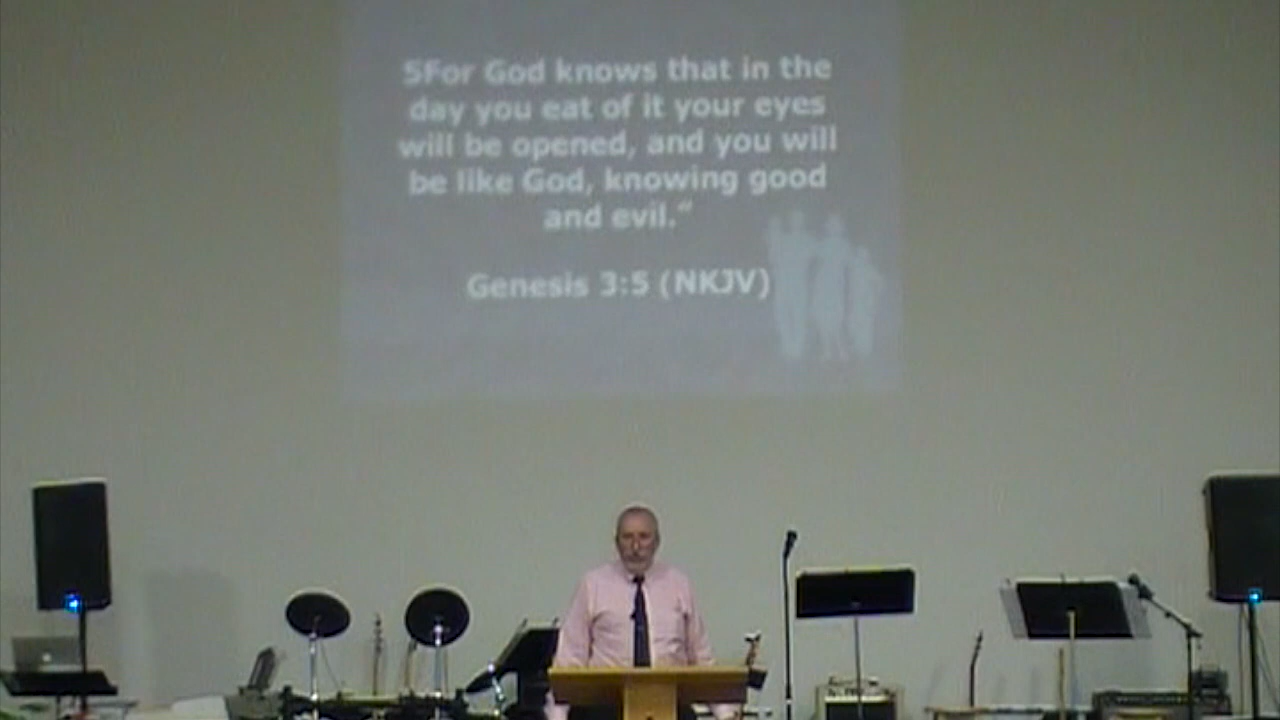 5For God knows that in the
day you eat of it your eyes
will be opened, and you will
be like God, knowing good
and evil.”
Genesis 3:5 (NKJV)